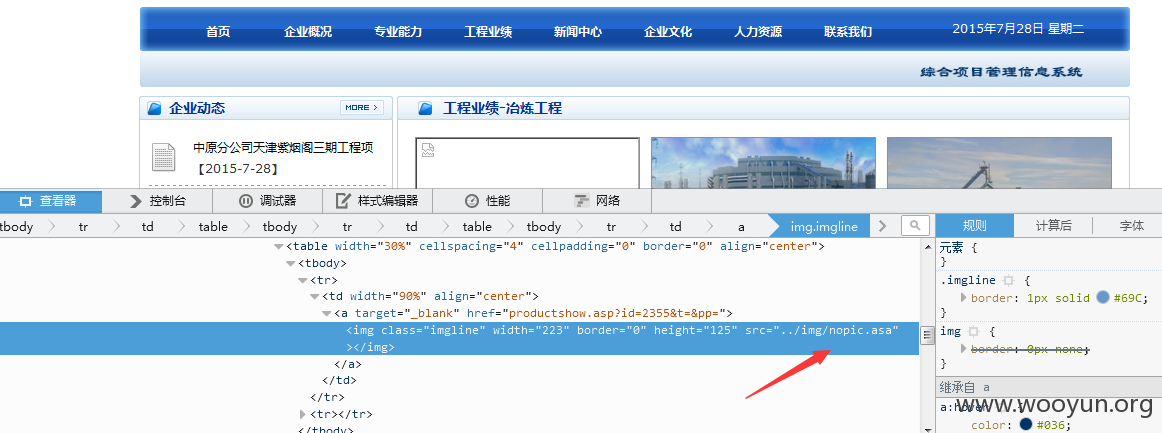 首页 企业概况 专业能力 工程业绩 新闻中心 企业文化 人力资源 联系我们 2015年7月28日 星期二
综合项目管理信息系统
企业动态 MORE > 工程业绩-冶炼工程
中原分公司天津紫烟阁三期工程项
【2015-7-28】
查看器 控制台 调试器 样式编辑器 性能 网络
tbody tr td table tbody tr td table tbody tr td a img.imgline 规则 计算后 字体
<table width="30%" cellspacing="4" cellpadding="0" border="0" align="center">
<tbody>
<tr>
<td width="90%" align="center">
<a target="_blank" href="productshow.asp?id=2355&t=&pp=">
<img class="imgline" width="223" border="0" height="125" src="../img/nopic.asa"
></img>
</a>
</td>
</tr>
<tr></tr>
</tbody>
元素 {
}
.imgline {
border: 1px solid #69C;
}
img {
border: 0px none;
}
继承自 a
a:hover {
color: #036;
www.wooyun.org